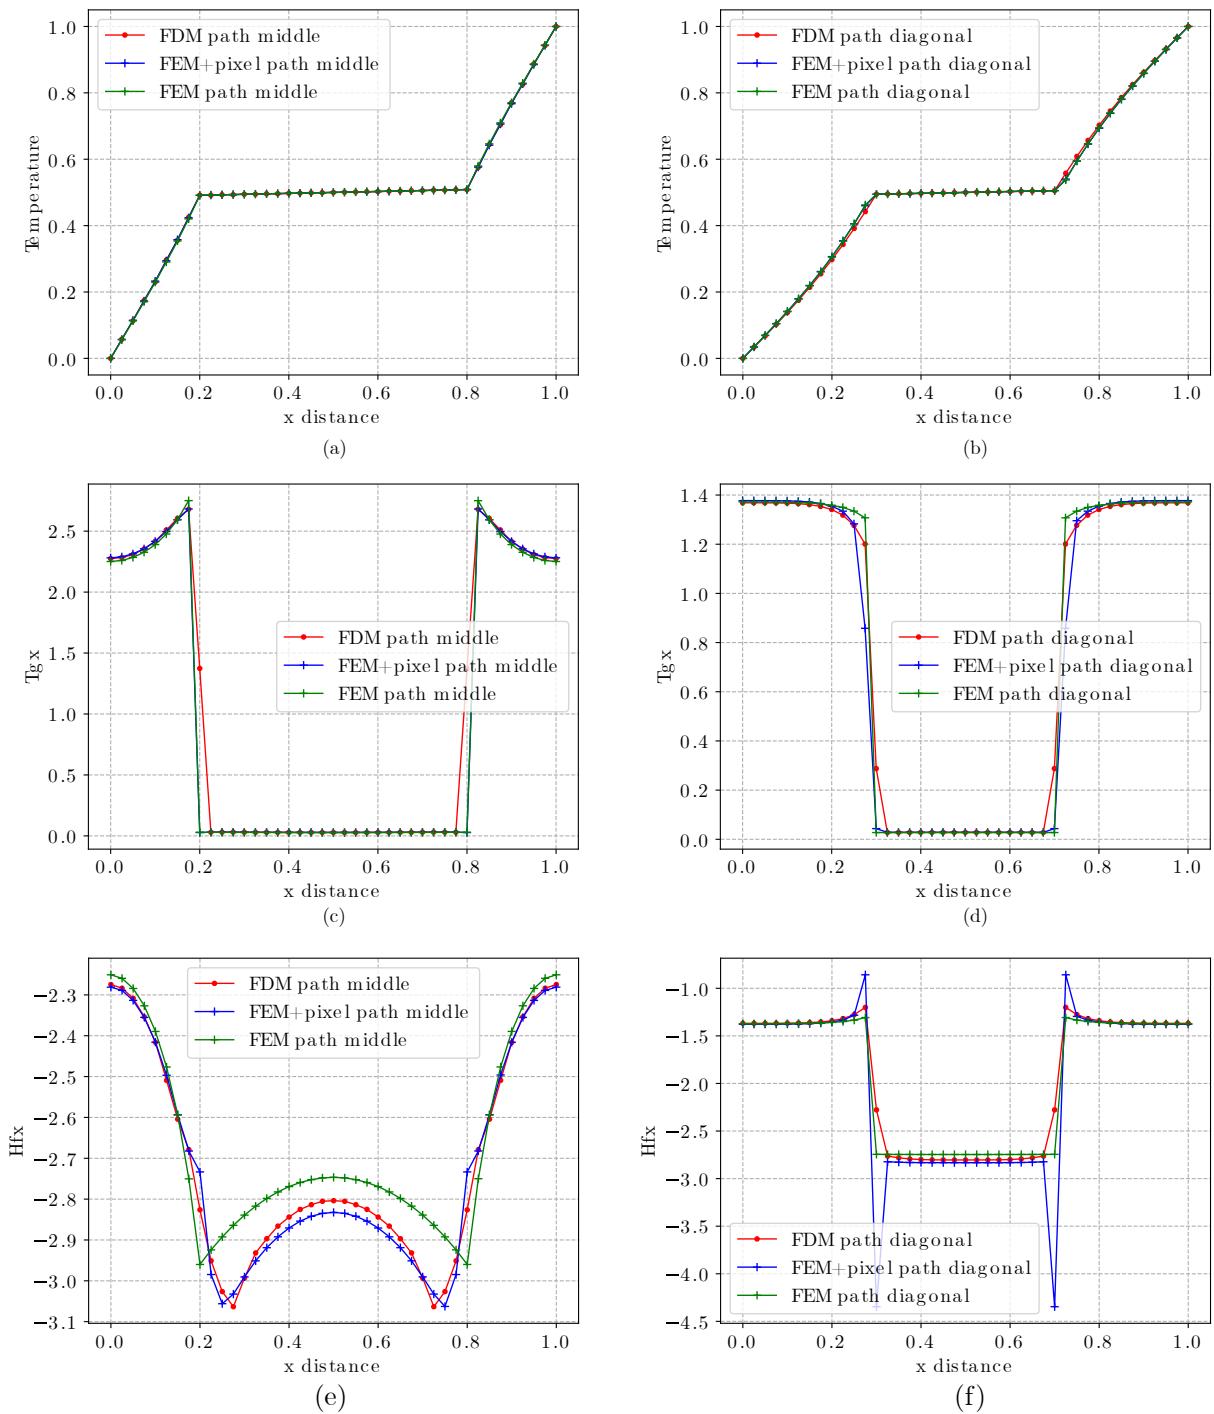 1.0
0.8
0.6
0.4
0.2
0.0
Temperature
FDM path middle
FEM+pixel path middle
FEM path middle
0.0 0.2 0.4 0.6 0.8 1.0
x distance
(a)
1.0
0.8
0.6
0.4
0.2
0.0
Temperature
FDM path diagonal
FEM+pixel path diagonal
FEM path diagonal
0.0 0.2 0.4 0.6 0.8 1.0
x distance
(b)
2.5
2.0
1.5
1.0
0.5
0.0
Tgx
FDM path middle
FEM+pixel path middle
FEM path middle
0.0 0.2 0.4 0.6 0.8 1.0
x distance
(c)
1.4
1.2
1.0
0.8
0.6
0.4
0.2
0.0
Tgx
FDM path diagonal
FEM+pixel path diagonal
FEM path diagonal
0.0 0.2 0.4 0.6 0.8 1.0
x distance
(d)
−2.3
−2.4
−2.5
−2.6
−2.7
−2.8
−2.9
−3.0
−3.1
Hfx
FDM path middle
FEM+pixel path middle
FEM path middle
0.0 0.2 0.4 0.6 0.8 1.0
x distance
(e)
−1.0
−1.5
−2.0
−2.5
−3.0
−3.5
−4.0
−4.5
Hfx
FDM path diagonal
FEM+pixel path diagonal
FEM path diagonal
0.0 0.2 0.4 0.6 0.8 1.0
x distance
(f)